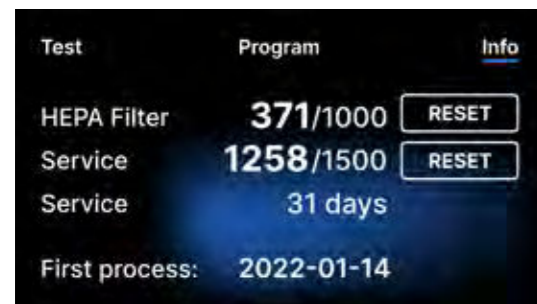 Test Program Info
HEPA Filter 371/1000 RESET
Service 1258/1500 RESET
Service 31 days
First process: 2022-01-14